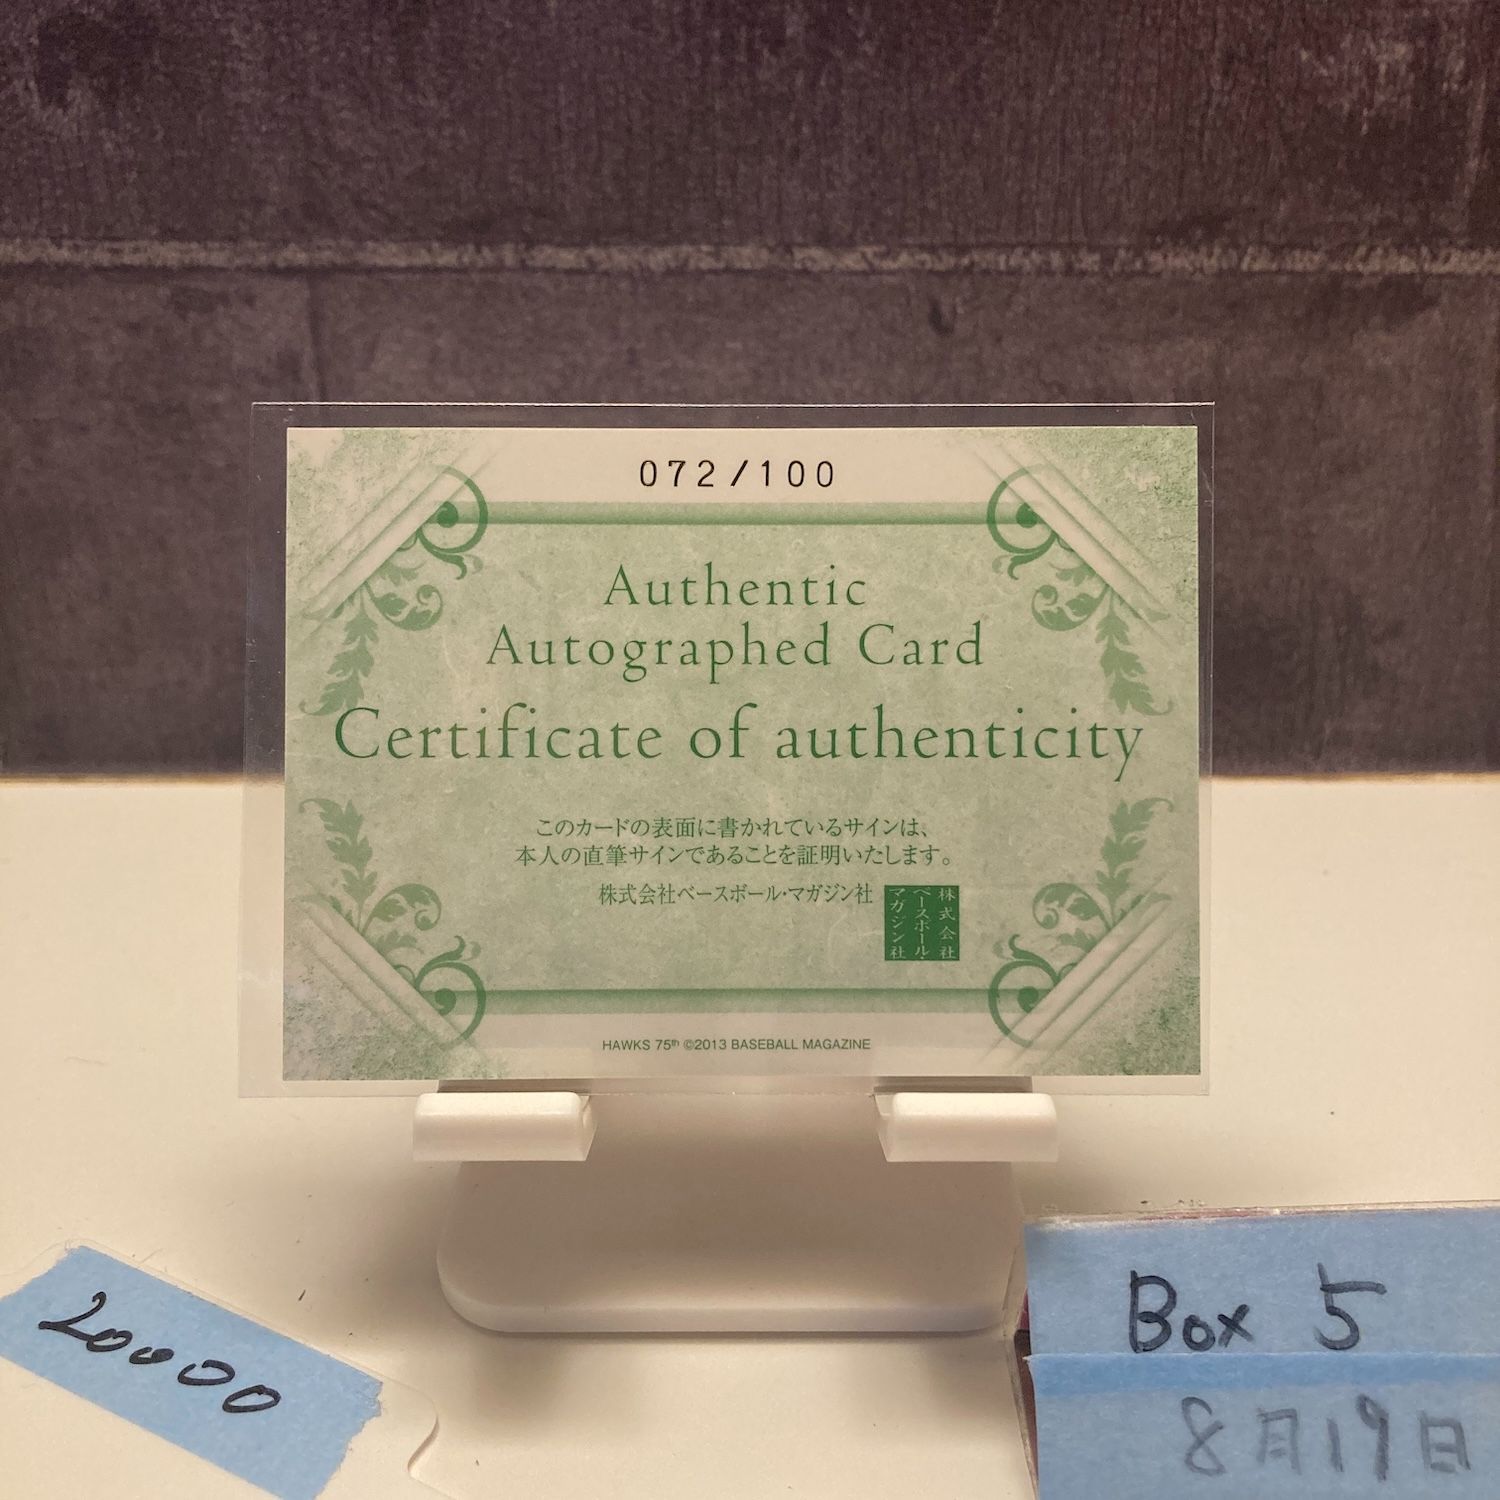 072/100
Authentic
Autographed Card
Certificate of authenticity
このカードの表面に書かれているサインは、
本人の直筆サインであることを証明いたします。
株式会社ベースボール・マガジン社
株式会社
ベースボール・
マガジン社
HAWKS 75th ©2013 BASEBALL MAGAZINE
20000
Box 5
8月19日